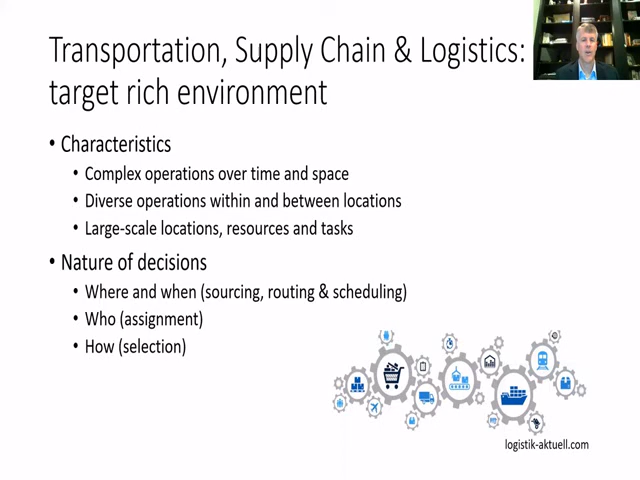 Transportation, Supply Chain & Logistics:
target rich environment
• Characteristics
• Complex operations over time and space
• Diverse operations within and between locations
• Large-scale locations, resources and tasks
• Nature of decisions
• Where and when (sourcing, routing & scheduling)
• Who (assignment)
• How (selection)
logistik-aktuell.com